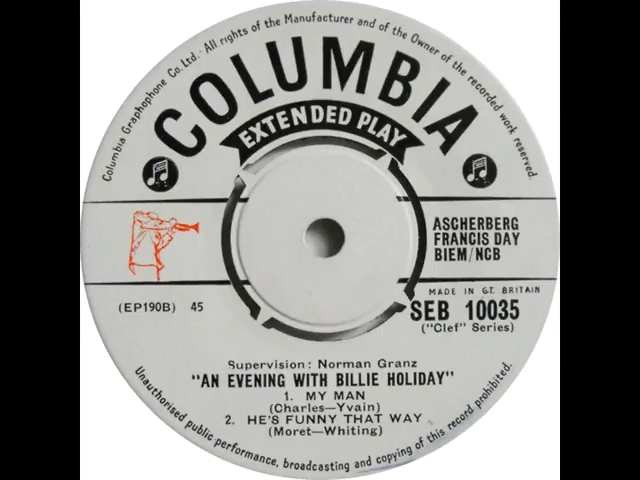 Columbia Graphophone Co. Ltd. · All rights of the Manufacturer and of the Owner of the recorded work reserved.
COLUMBIA
EXTENDED PLAY
ASCHERBERG
FRANCIS DAY
BIEM/NCB
MADE IN GT. BRITAIN
(EP190B) 45
SEB 10035
("Clef" Series)
Supervision: Norman Granz
"AN EVENING WITH BILLIE HOLIDAY"
1. MY MAN
(Charles—Yvain)
2. HE'S FUNNY THAT WAY
(Moret—Whiting)
Unauthorised public performance, broadcasting and copying of this record prohibited.